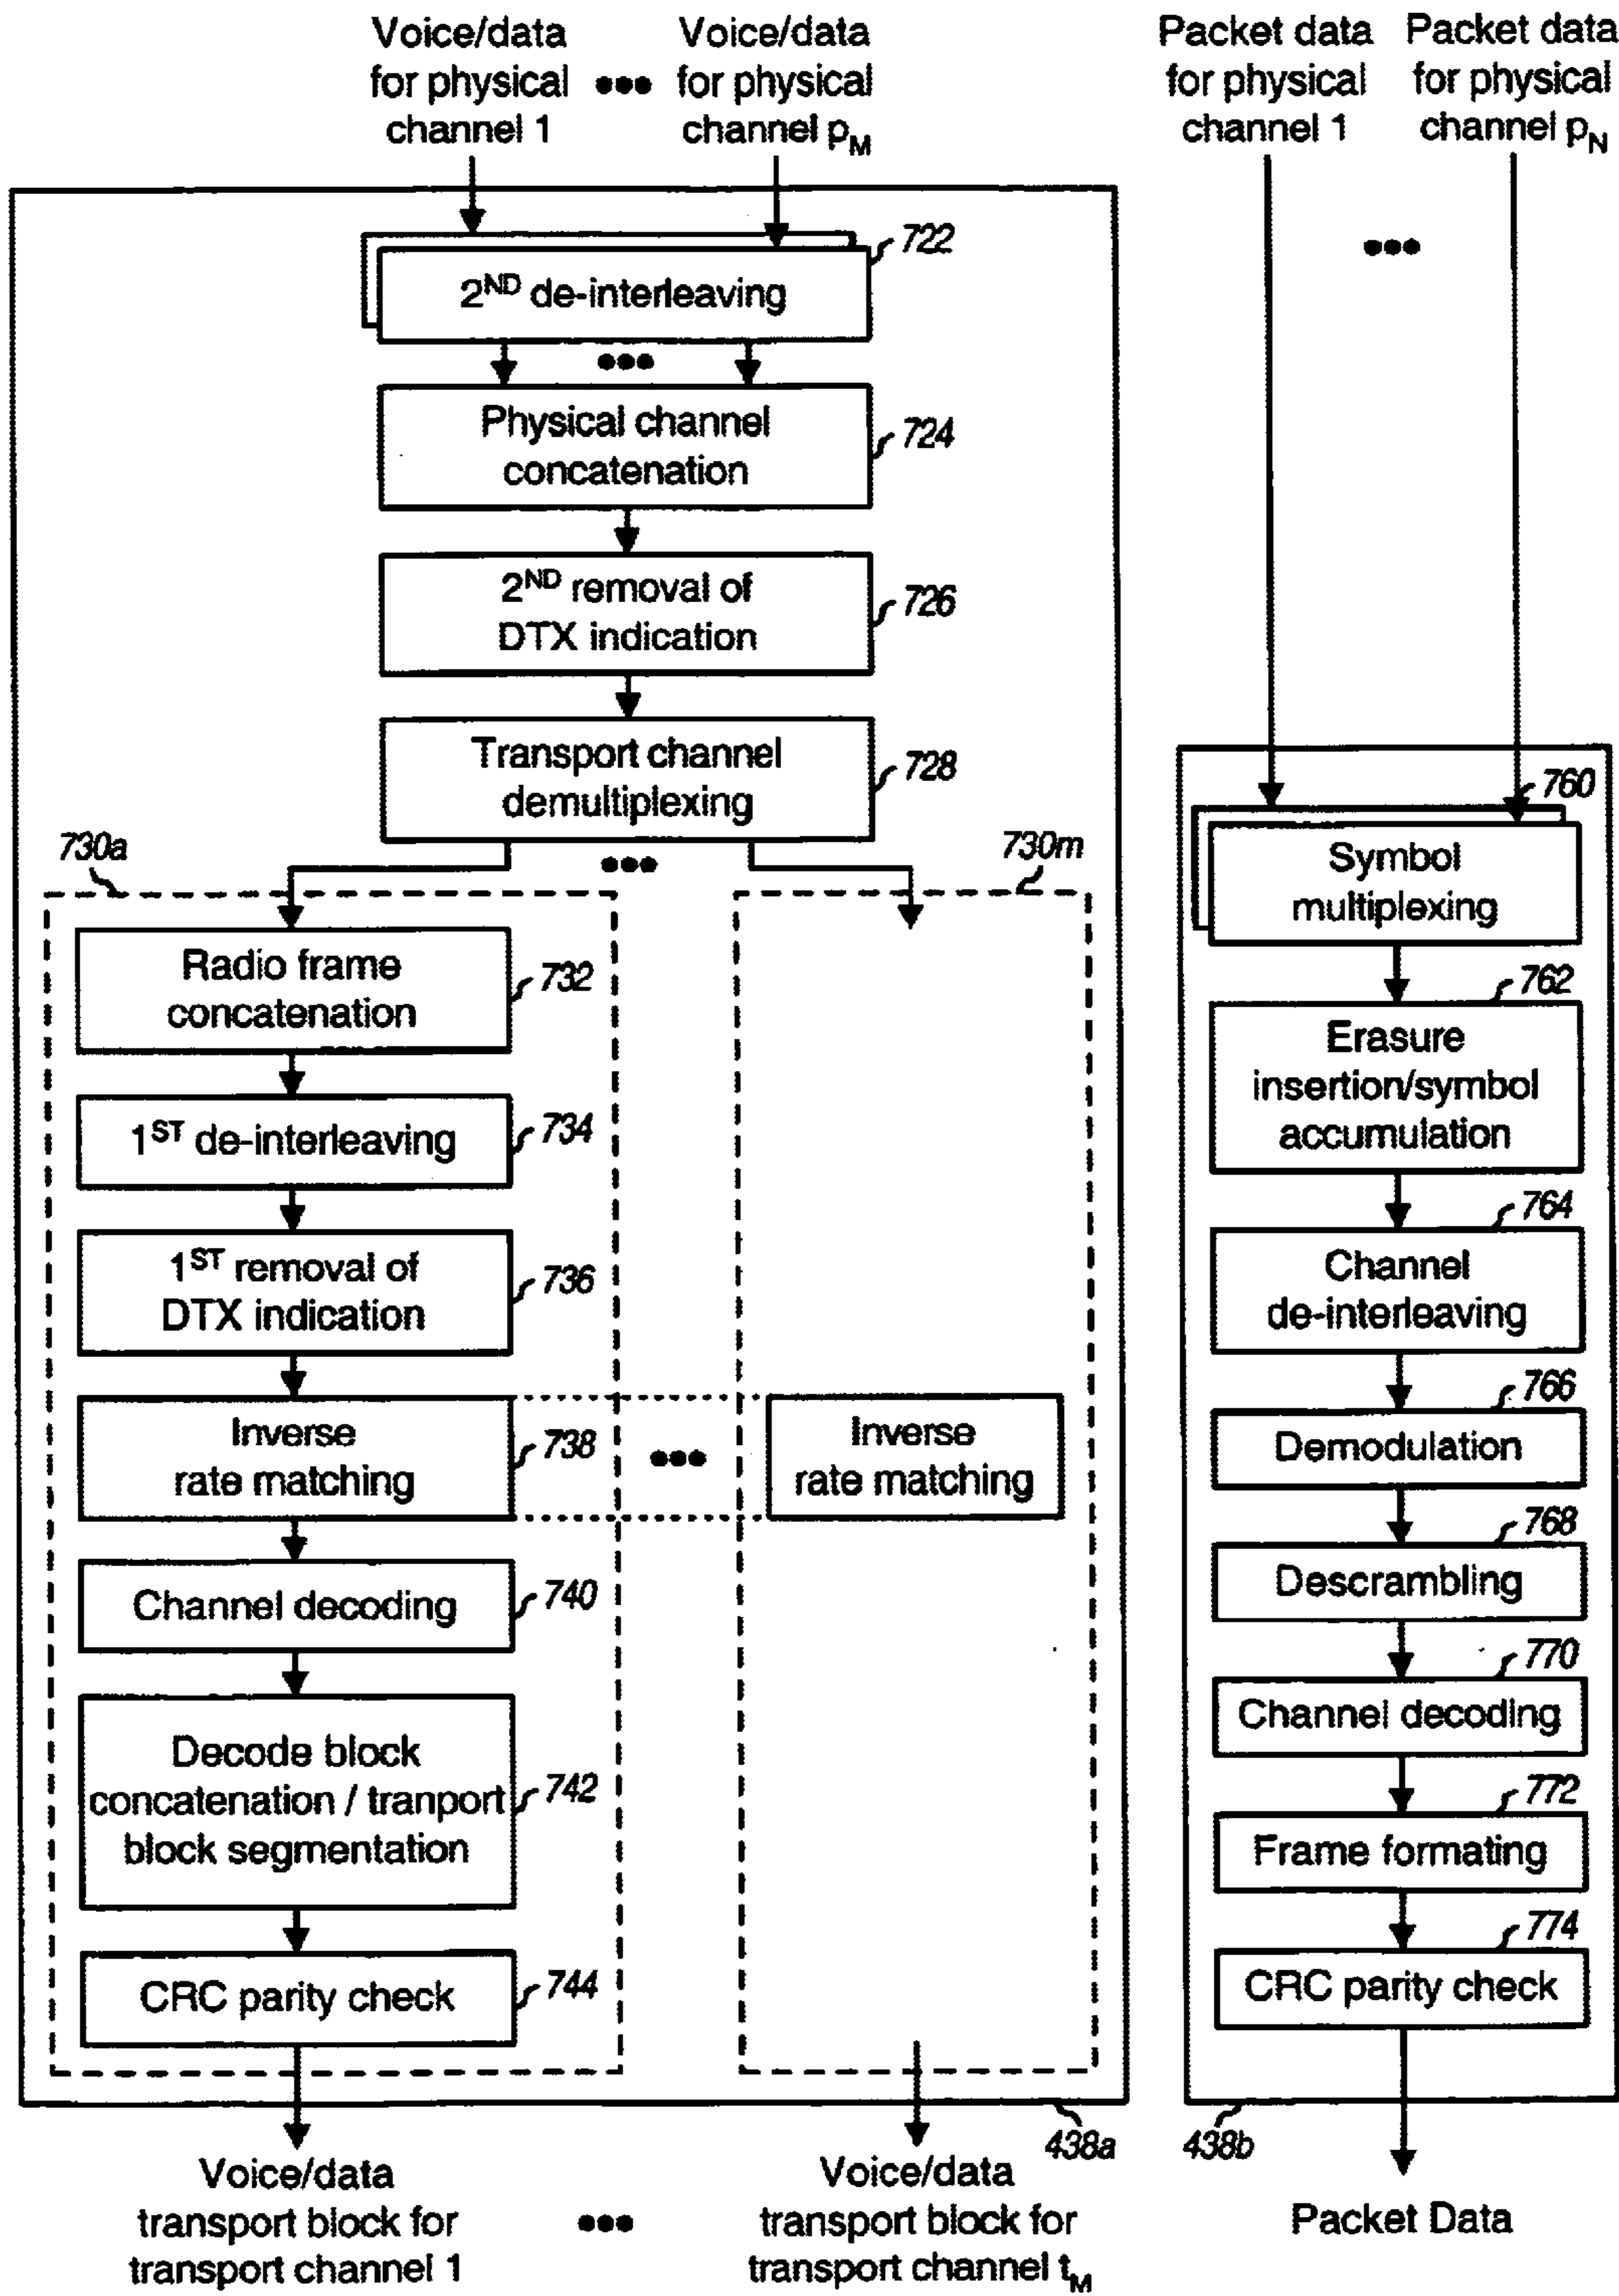 Voice/data
for physical
channel 1
•••
Voice/data
for physical
channel pM
Packet data
for physical
channel 1
Packet data
for physical
channel pN
•••
722
2ND de-interleaving
•••
Physical channel
concatenation
724
2ND removal of
DTX indication
726
Transport channel
demultiplexing
728
730a
•••
730m
Radio frame
concatenation
732
1ST de-interleaving
734
1ST removal of
DTX indication
736
Inverse
rate matching
738
•••
Inverse
rate matching
Channel decoding
740
Decode block
concatenation / tranport
block segmentation
742
CRC parity check
744
438a
Voice/data
transport block for
transport channel 1
•••
Voice/data
transport block for
transport channel tM
760
Symbol
multiplexing
762
Erasure
insertion/symbol
accumulation
764
Channel
de-interleaving
766
Demodulation
768
Descrambling
770
Channel decoding
772
Frame formating
774
CRC parity check
438b
Packet Data